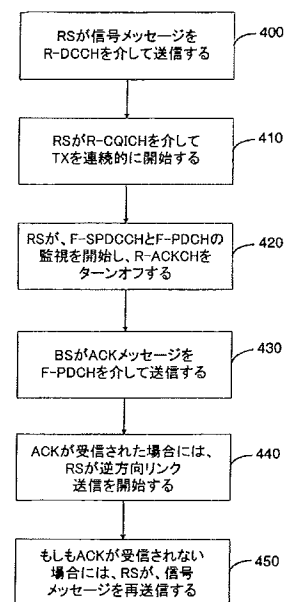 RSが信号メッセージを
R-DCCHを介して送信する
400
RSがR-CQICHを介して
TXを連続的に開始する
410
RSが、F-SPDCCHとF-PDCHの
監視を開始し、R-ACKCHを
ターンオフする
420
BSがACKメッセージを
F-PDCHを介して送信する
430
ACKが受信された場合には、
RSが逆方向リンク
送信を開始する
440
もしもACKが受信されない
場合には、RSが、信号
メッセージを再送信する
450